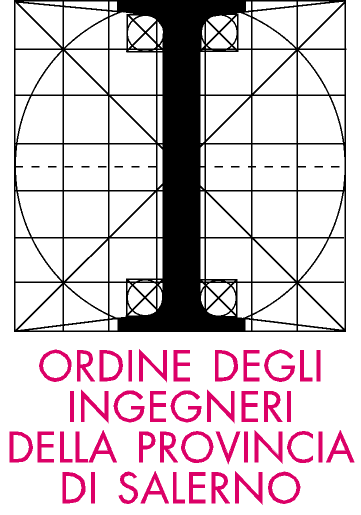 ORDINE DEGLI
INGEGNERI
DELLA PROVINCIA
DI SALERNO